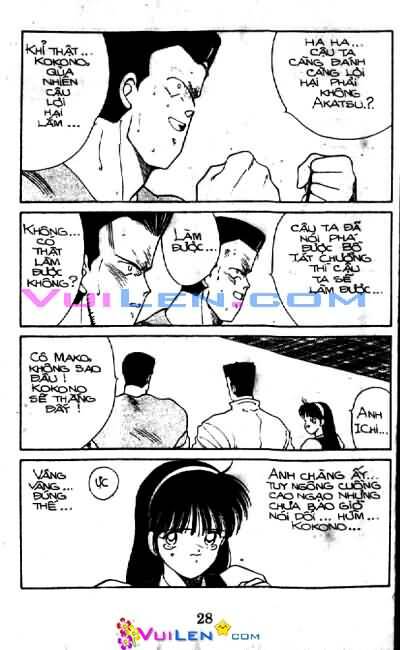 KHỈ THẬT...
KOKONO,
QUẢ
NHIÊN
CẬU
LỢI
HẠI
LẮM...
HA HA...
CẬU TA
CÀNG ĐÁNH
CÀNG LỢI
HẠI PHẢI
KHÔNG
AKATSU.?
KHÔNG...
CÓ
THẬT
LÀM
ĐƯỢC
KHÔNG?
LÀM
ĐƯỢC...
CẬU TA ĐÃ
NÓI PHÁ
ĐƯỢC BỘ
TÁT CHƯỞNG
THÌ CẬU
TA SẼ
LÀM ĐƯỢC...
VUILEN.COM
CÔ MAKO,
KHÔNG SAO
ĐÂU!
KOKONO
SẼ THẮNG
ĐẤY!
ANH
ICHI...
VÂNG
VÂNG...
ĐÚNG
THẾ...
ỰC
ANH CHÀNG ẤY...
TUY NGÔNG CUỒNG
CAO NGẠO NHƯNG
CHƯA BAO GIỜ
NÓI DỐI... HỪM...
KOKONO...
28
VUILEN
.COM